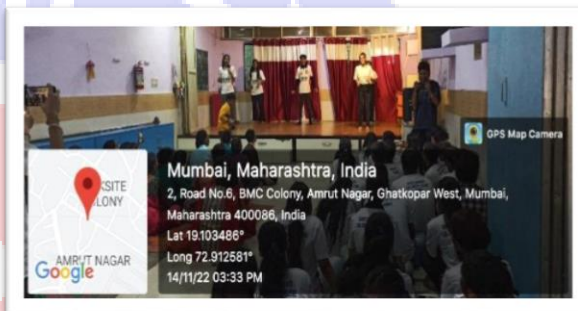 GPS Map Camera
Mumbai, Maharashtra, India
2, Road No.6, BMC Colony, Amrut Nagar, Ghatkopar West, Mumbai,
Maharashtra 400086, India
Lat 19.103486°
Long 72.912581°
14/11/22 03:33 PM
KSITE
LONY
AMRUT NAGAR
Google